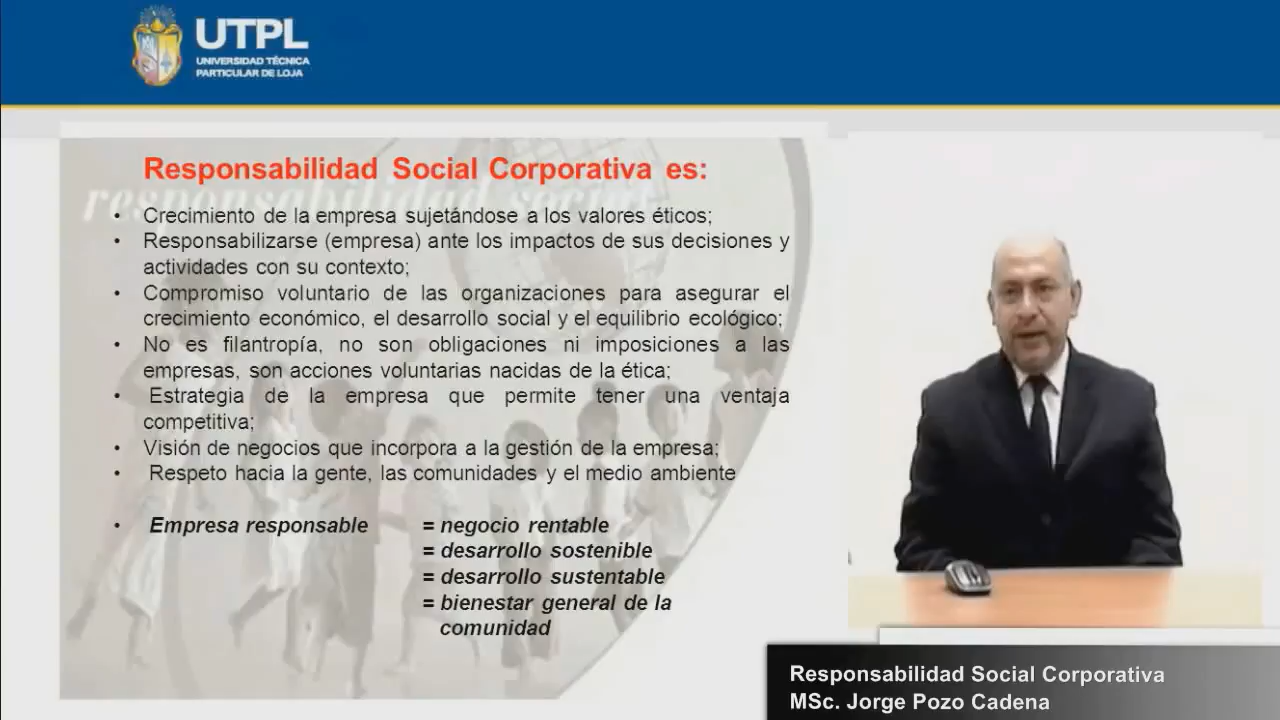 UTPL
UNIVERSIDAD TÉCNICA
PARTICULAR DE LOJA
Responsabilidad Social Corporativa es:
responsabilidad social
• Crecimiento de la empresa sujetándose a los valores éticos;
• Responsabilizarse (empresa) ante los impactos de sus decisiones y
actividades con su contexto;
• Compromiso voluntario de las organizaciones para asegurar el
crecimiento económico, el desarrollo social y el equilibrio ecológico;
• No es filantropía, no son obligaciones ni imposiciones a las
empresas, son acciones voluntarias nacidas de la ética;
• Estrategia de la empresa que permite tener una ventaja
competitiva;
• Visión de negocios que incorpora a la gestión de la empresa;
• Respeto hacia la gente, las comunidades y el medio ambiente
• Empresa responsable = negocio rentable
= desarrollo sostenible
= desarrollo sustentable
= bienestar general de la
comunidad
Responsabilidad Social Corporativa
MSc. Jorge Pozo Cadena